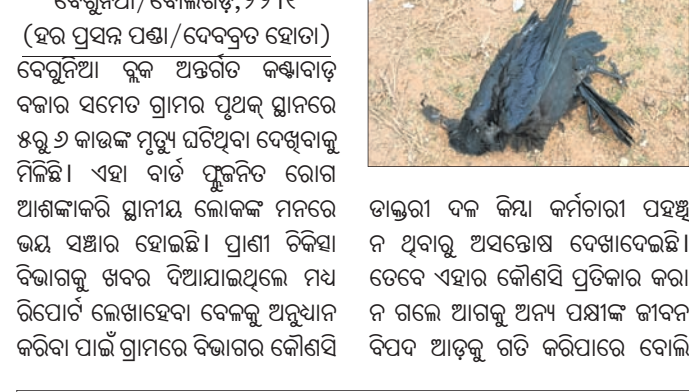 ବେଗୁନିଆ/ବୋଲଗଡ଼,
(ହର ପ୍ରସନ୍ନ ପଣ୍ଡା/ଦେବବ୍ରତ ହୋତା)
ବେଗୁନିଆ ବ୍ଲକ ଅନ୍ତର୍ଗତ କଣ୍ଟାବାଡ଼
ବଜାର ସମେତ ଗ୍ରାମର ପୃଥକ୍ ସ୍ଥାନରେ
୫ରୁ ୬ କାଉଙ୍କ ମୃତ୍ୟୁ ଘଟିଥିବା ଦେଖିବାକୁ
ମିଳିଛି। ଏହା ବାର୍ଡ ଫ୍ଲୁଜନିତ ରୋଗ
ଆଶଙ୍କାକରି ସ୍ଥାନୀୟ ଲୋକଙ୍କ ମନରେ
ଭୟ ସଞ୍ଚାର ହୋଇଛି। ପ୍ରାଣୀ ଚିକିତ୍ସା
ବିଭାଗକୁ ଖବର ଦିଆଯାଇଥିଲେ ମଧ୍ୟ
ରିପୋର୍ଟ ଲେଖାହେବା ବେଳକୁ ଅନୁଧ୍ୟାନ
କରିବା ପାଇଁ ଗ୍ରାମରେ ବିଭାଗର କୌଣସି
ଡାକ୍ତରୀ ଦଳ କିମ୍ବା କର୍ମଚାରୀ ପହଞ୍ଚି
ନ ଥିବାରୁ ଅସନ୍ତୋଷ ଦେଖାଦେଇଛି।
ତେବେ ଏହାର କୌଣସି ପ୍ରତିକାର କରା
ନ ଗଲେ ଆଗକୁ ଅନ୍ୟ ପକ୍ଷୀଙ୍କ ଜୀବନ
ବିପଦ ଆଡ଼କୁ ଗତି କରିପାରେ ବୋଲି